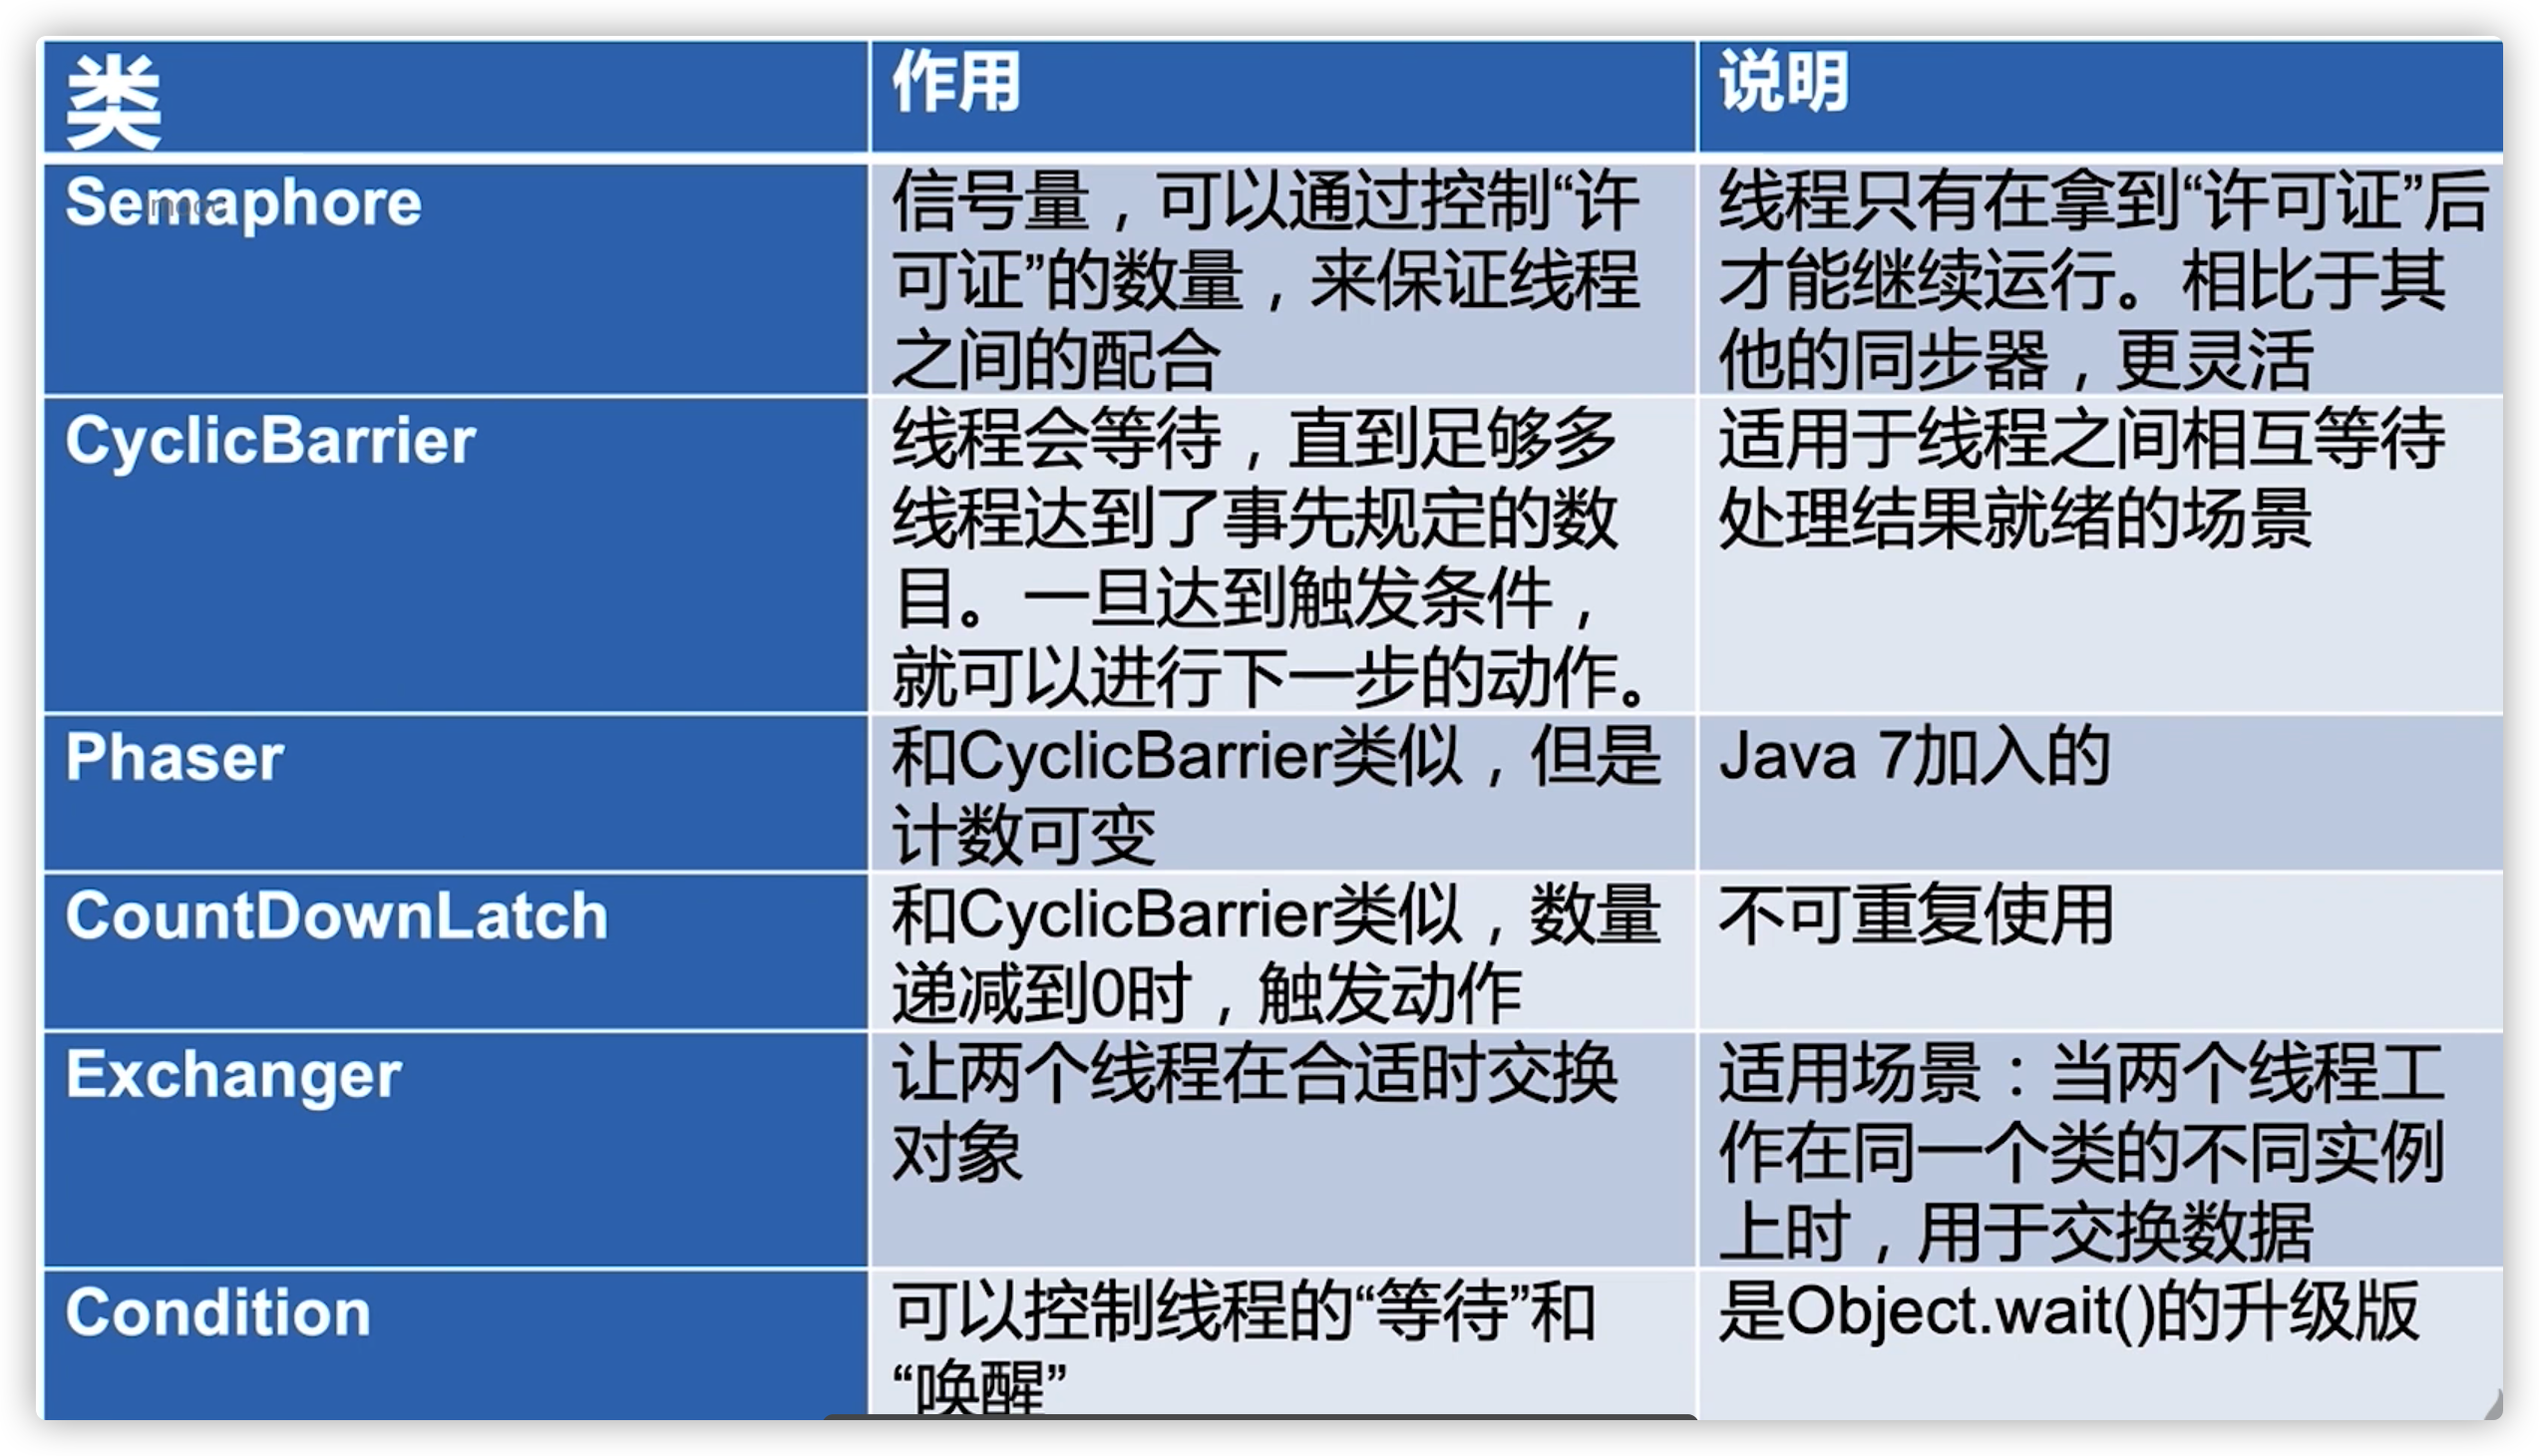 类
作用
说明
Semaphore
信号量，可以通过控制“许
可证”的数量，来保证线程
之间的配合
线程只有在拿到“许可证”后
才能继续运行。相比于其
他的同步器，更灵活
CyclicBarrier
线程会等待，直到足够多
线程达到了事先规定的数
目。一旦达到触发条件，
就可以进行下一步的动作。
适用于线程之间相互等待
处理结果就绪的场景
Phaser
和CyclicBarrier类似，但是
计数可变
Java 7加入的
CountDownLatch
和CyclicBarrier类似，数量
递减到0时，触发动作
不可重复使用
Exchanger
让两个线程在合适时交换
对象
适用场景：当两个线程工
作在同一个类的不同实例
上时，用于交换数据
Condition
可以控制线程的“等待”和
“唤醒”
是Object.wait()的升级版